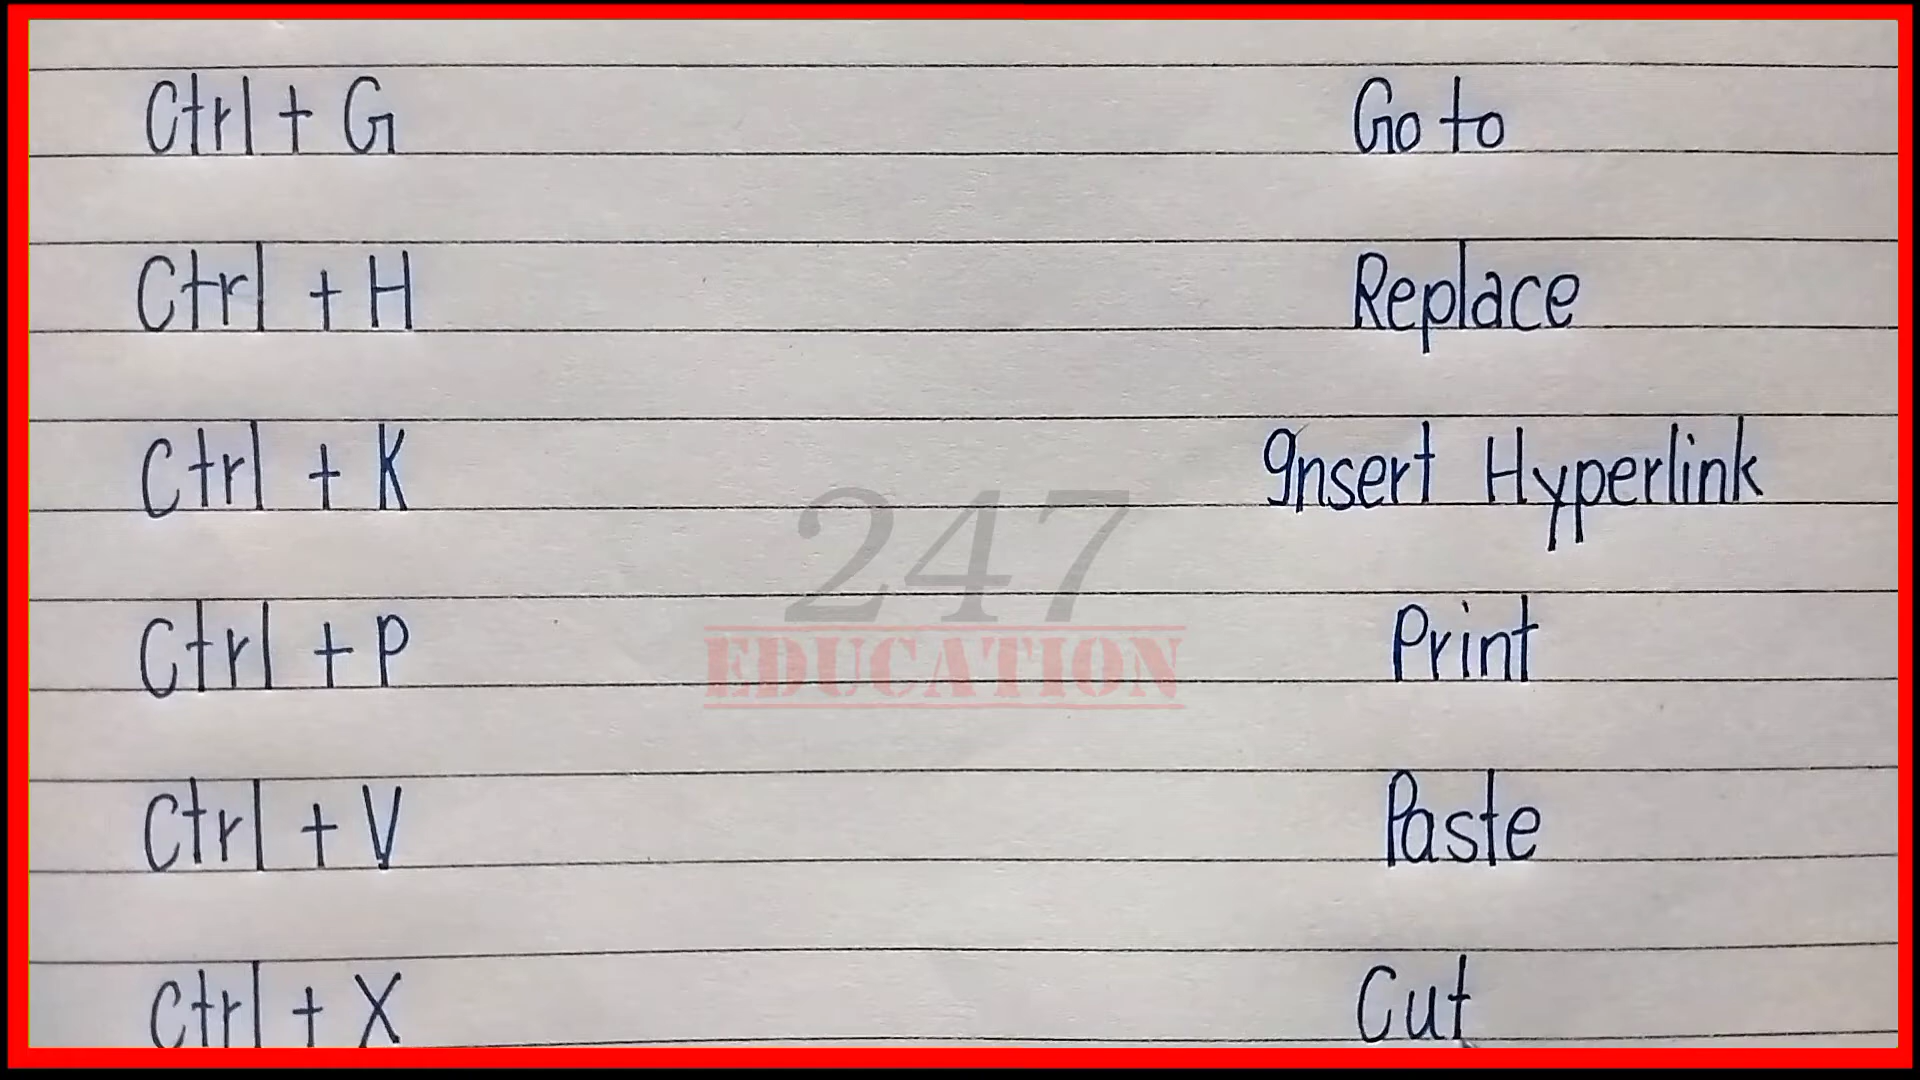 Ctrl + G Go to
Ctrl + H Replace
Ctrl + K Insert Hyperlink
247
Ctrl + P Print
EDUCATION
Ctrl + V Paste
Ctrl + X Cut